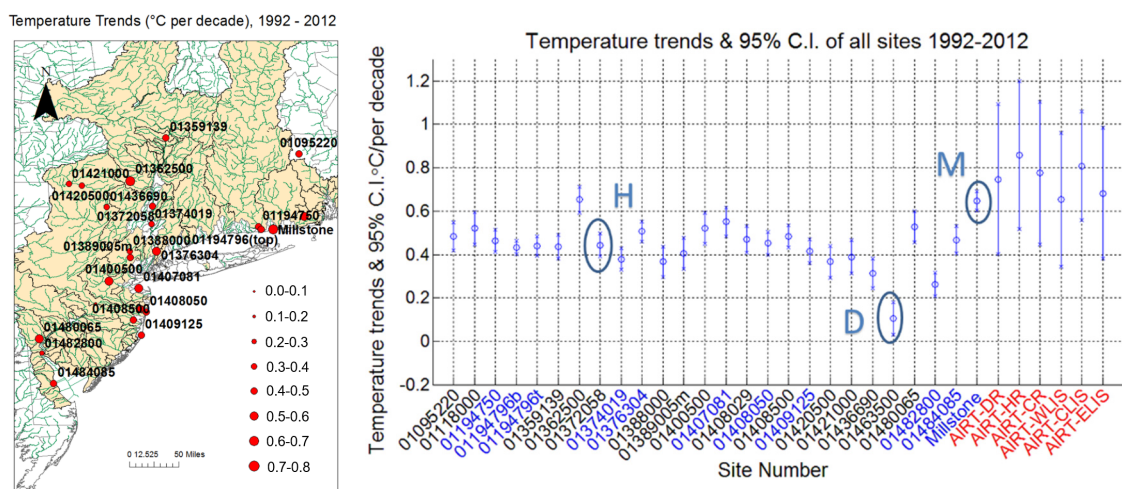 Temperature Trends (°C per decade), 1992 - 2012
N
01359139
01095220
01362500
01421000
01420500
01436690
01374019
01372058
01194750
Millstone
01388000
01194796(top)
01389005m
01376304
01400500
01407081
01408050
01408500
01409125
01480065
01482800
01484085
0.0-0.1
0.1-0.2
0.2-0.3
0.3-0.4
0.4-0.5
0.5-0.6
0.6-0.7
0.7-0.8
0 12.525 50 Miles
Temperature trends & 95% C.I. of all sites 1992-2012
Temperature trends & 95% C.I.°C/per decade
1.2
1
0.8
0.6
0.4
0.2
0
-0.2
H
D
M
01095220
01118000
01194750
01194796b
01194796t
01359139
01362500
01372058
01374019
01376304
01388000
01389005m
01400500
01407081
01408029
01408050
01408500
01409125
01420500
01421000
01436690
01463500
01480065
01482800
01484085
Millstone
AIRT-DR
AIRT-HR
AIRT-CR
AIRT-WLIS
AIRT-CLIS
AIRT-ELIS
Site Number